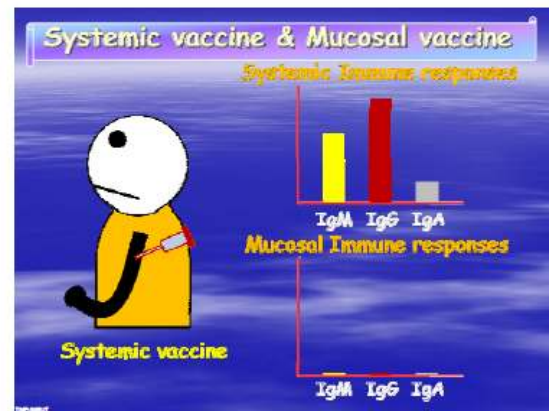 Systemic vaccine & Mucosal vaccine
Systemic Immune responses
IgM IgG IgA
Mucosal Immune responses
Systemic vaccine
IgM IgG IgA